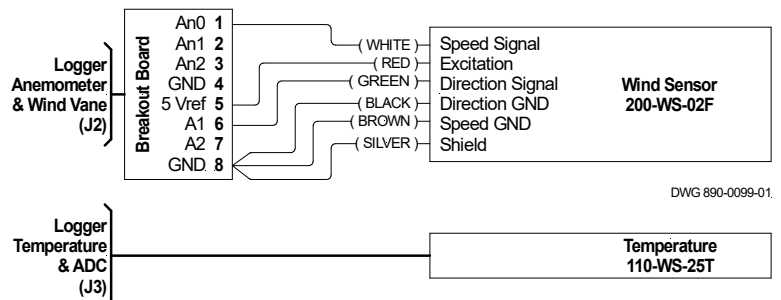 An0 1
An1 2
An2 3
GND 4
5 Vref 5
A1 6
A2 7
GND 8
Breakout Board
Logger
Anemometer
& Wind Vane
(J2)
( WHITE ) Speed Signal
( RED ) Excitation
( GREEN ) Direction Signal
( BLACK ) Direction GND
( BROWN ) Speed GND
( SILVER ) Shield
Wind Sensor
200-WS-02F
DWG 890-0099-01
Logger
Temperature
& ADC
(J3)
Temperature
110-WS-25T